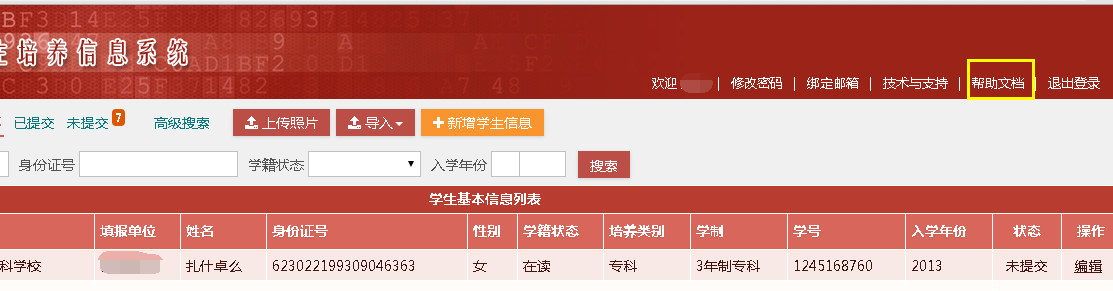 培养信息系统
欢迎 | 修改密码 | 绑定邮箱 | 技术与支持 | 帮助文档 | 退出登录
已提交 未提交 7 高级搜索 上传照片 导入 新增学生信息
身份证号 学籍状态 入学年份 搜索
学生基本信息列表
填报单位 姓名 身份证号 性别 学籍状态 培养类别 学制 学号 入学年份 状态 操作
科学校 扎什卓么 623022199309046363 女 在读 专科 3年制专科 1245168760 2013 未提交 编辑